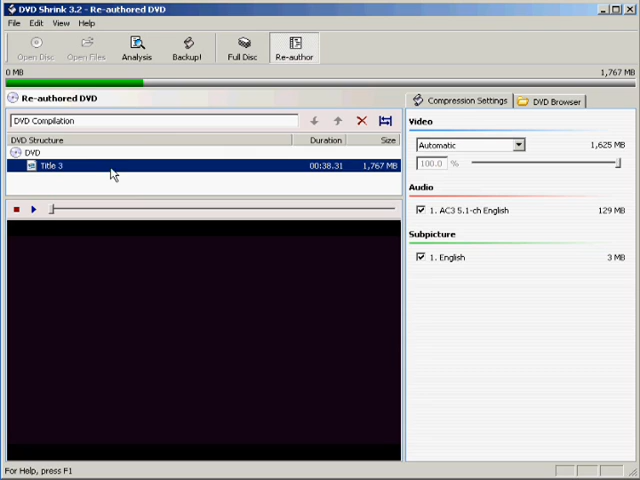 DVD Shrink 3.2 - Re-authored DVD
File Edit View Help
Open Disc Open Files Analysis Backup! Full Disc Re-author
0 MB 1,767 MB
Re-authored DVD
DVD Compilation
DVD Structure Duration Size
DVD
Title 3 00:38.31 1,767 MB
Compression Settings DVD Browser
Video
Automatic 1,625 MB
100.0 %
Audio
1. AC3 5.1-ch English 129 MB
Subpicture
1. English 3 MB
For Help, press F1